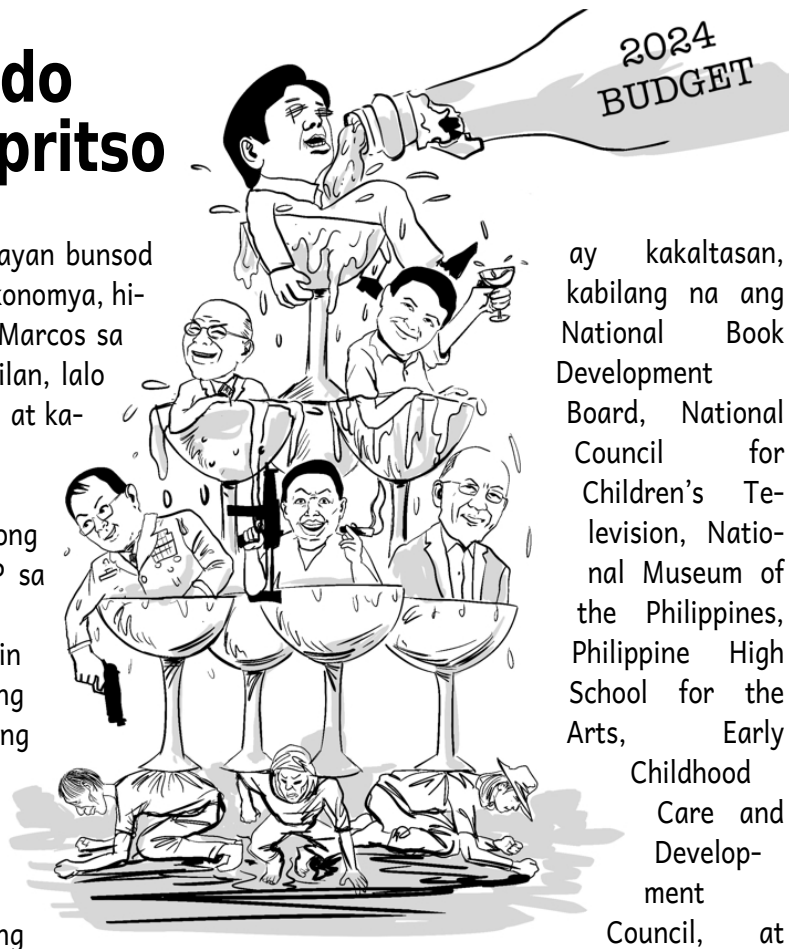 do
pritso
2024
BUDGET
ayan bunsod
konomya, hi-
Marcos sa
ilan, lalo
at ka-
ong
P sa
in
ng
ng
ng
ay kakaltasan,
kabilang na ang
National Book
Development
Board, National
Council for
Children's Te-
levision, Natio-
nal Museum of
the Philippines,
Philippine High
School for the
Arts, Early
Childhood
Care and
Develop-
ment
Council, at